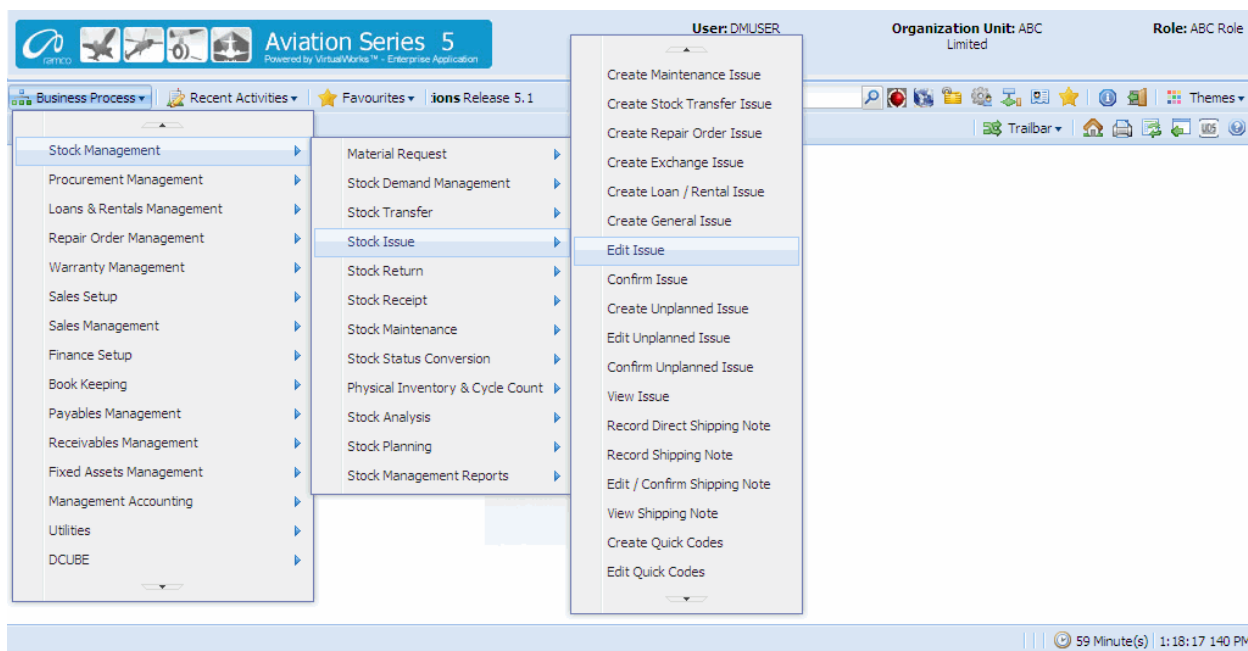 ramco
Aviation Series 5
Powered by VirtualWorks™ - Enterprise Application
User: DMUSER
Organization Unit: ABC Limited
Role: ABC Role
Business Process
Recent Activities
Favourites
ions Release 5.1
Themes
Trailbar
UDS
Stock Management
Procurement Management
Loans & Rentals Management
Repair Order Management
Warranty Management
Sales Setup
Sales Management
Finance Setup
Book Keeping
Payables Management
Receivables Management
Fixed Assets Management
Management Accounting
Utilities
DCUBE
Material Request
Stock Demand Management
Stock Transfer
Stock Issue
Stock Return
Stock Receipt
Stock Maintenance
Stock Status Conversion
Physical Inventory & Cycle Count
Stock Analysis
Stock Planning
Stock Management Reports
Create Maintenance Issue
Create Stock Transfer Issue
Create Repair Order Issue
Create Exchange Issue
Create Loan / Rental Issue
Create General Issue
Edit Issue
Confirm Issue
Create Unplanned Issue
Edit Unplanned Issue
Confirm Unplanned Issue
View Issue
Record Direct Shipping Note
Record Shipping Note
Edit / Confirm Shipping Note
View Shipping Note
Create Quick Codes
Edit Quick Codes
59 Minute(s)
1:18:17 140 PM